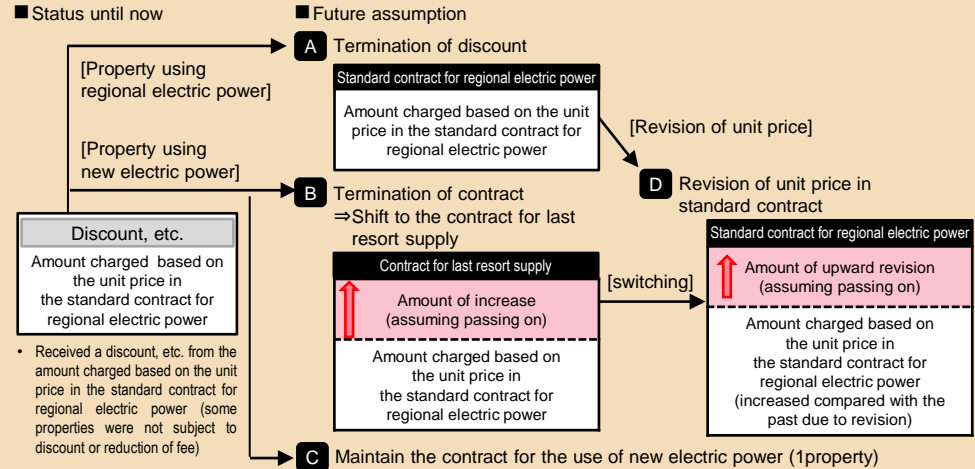 ■ Status until now
■ Future assumption
A Termination of discount
[Property using
regional electric power]
Standard contract for regional electric power
Amount charged based on the unit
price in the standard contract for
regional electric power
[Revision of unit price]
[Property using
new electric power]
B Termination of contract
⇒Shift to the contract for last
resort supply
D Revision of unit price in
standard contract
Discount, etc.
Amount charged based on
the unit price in
the standard contract for
regional electric power
• Received a discount, etc. from the
amount charged based on the unit
price in the standard contract for
regional electric power (some
properties were not subject to
discount or reduction of fee)
Contract for last resort supply
Amount of increase
(assuming passing on)
Amount charged based on
the unit price in
the standard contract for
regional electric power
[switching]
Standard contract for regional electric power
Amount of upward revision
(assuming passing on)
Amount charged based on
the unit price in
the standard contract for
regional electric power
(increased compared with the
past due to revision)
C Maintain the contract for the use of new electric power (1property)